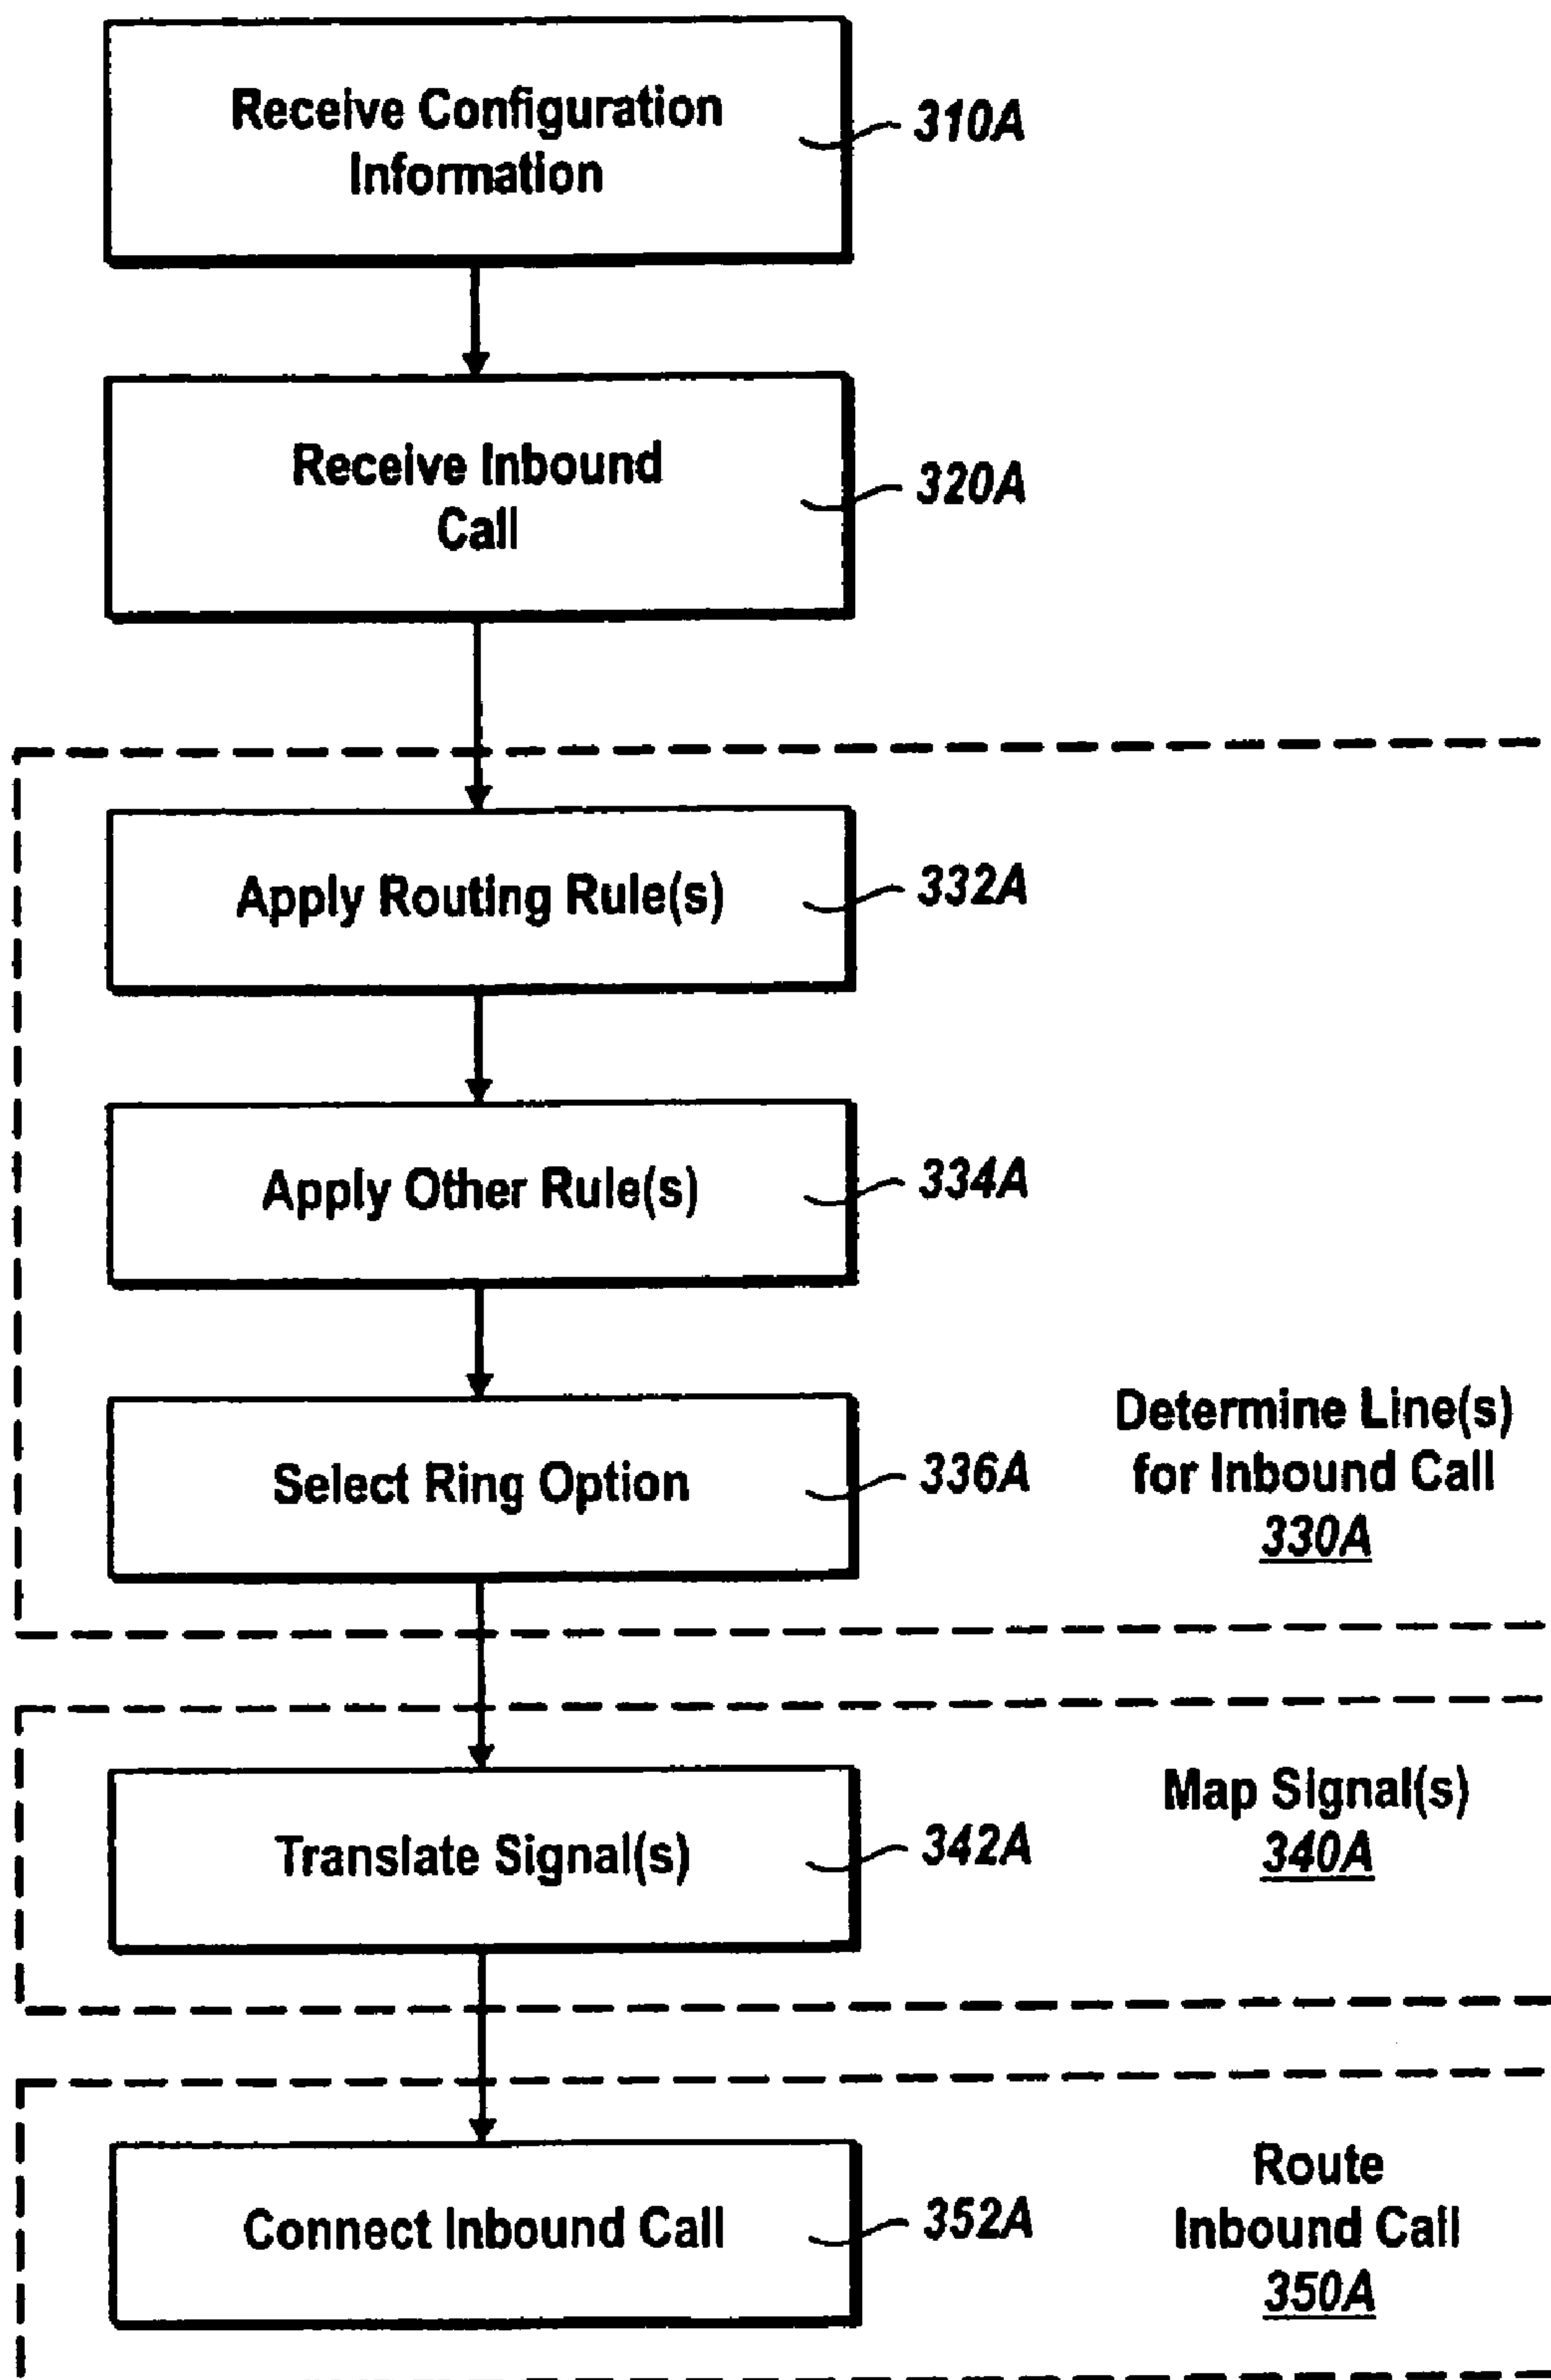 Receive Configuration
Information
310A
Receive Inbound
Call
320A
Apply Routing Rule(s)
332A
Apply Other Rule(s)
334A
Select Ring Option
336A
Determine Line(s)
for Inbound Call
330A
Translate Signal(s)
342A
Map Signal(s)
340A
Connect Inbound Call
352A
Route
Inbound Call
350A